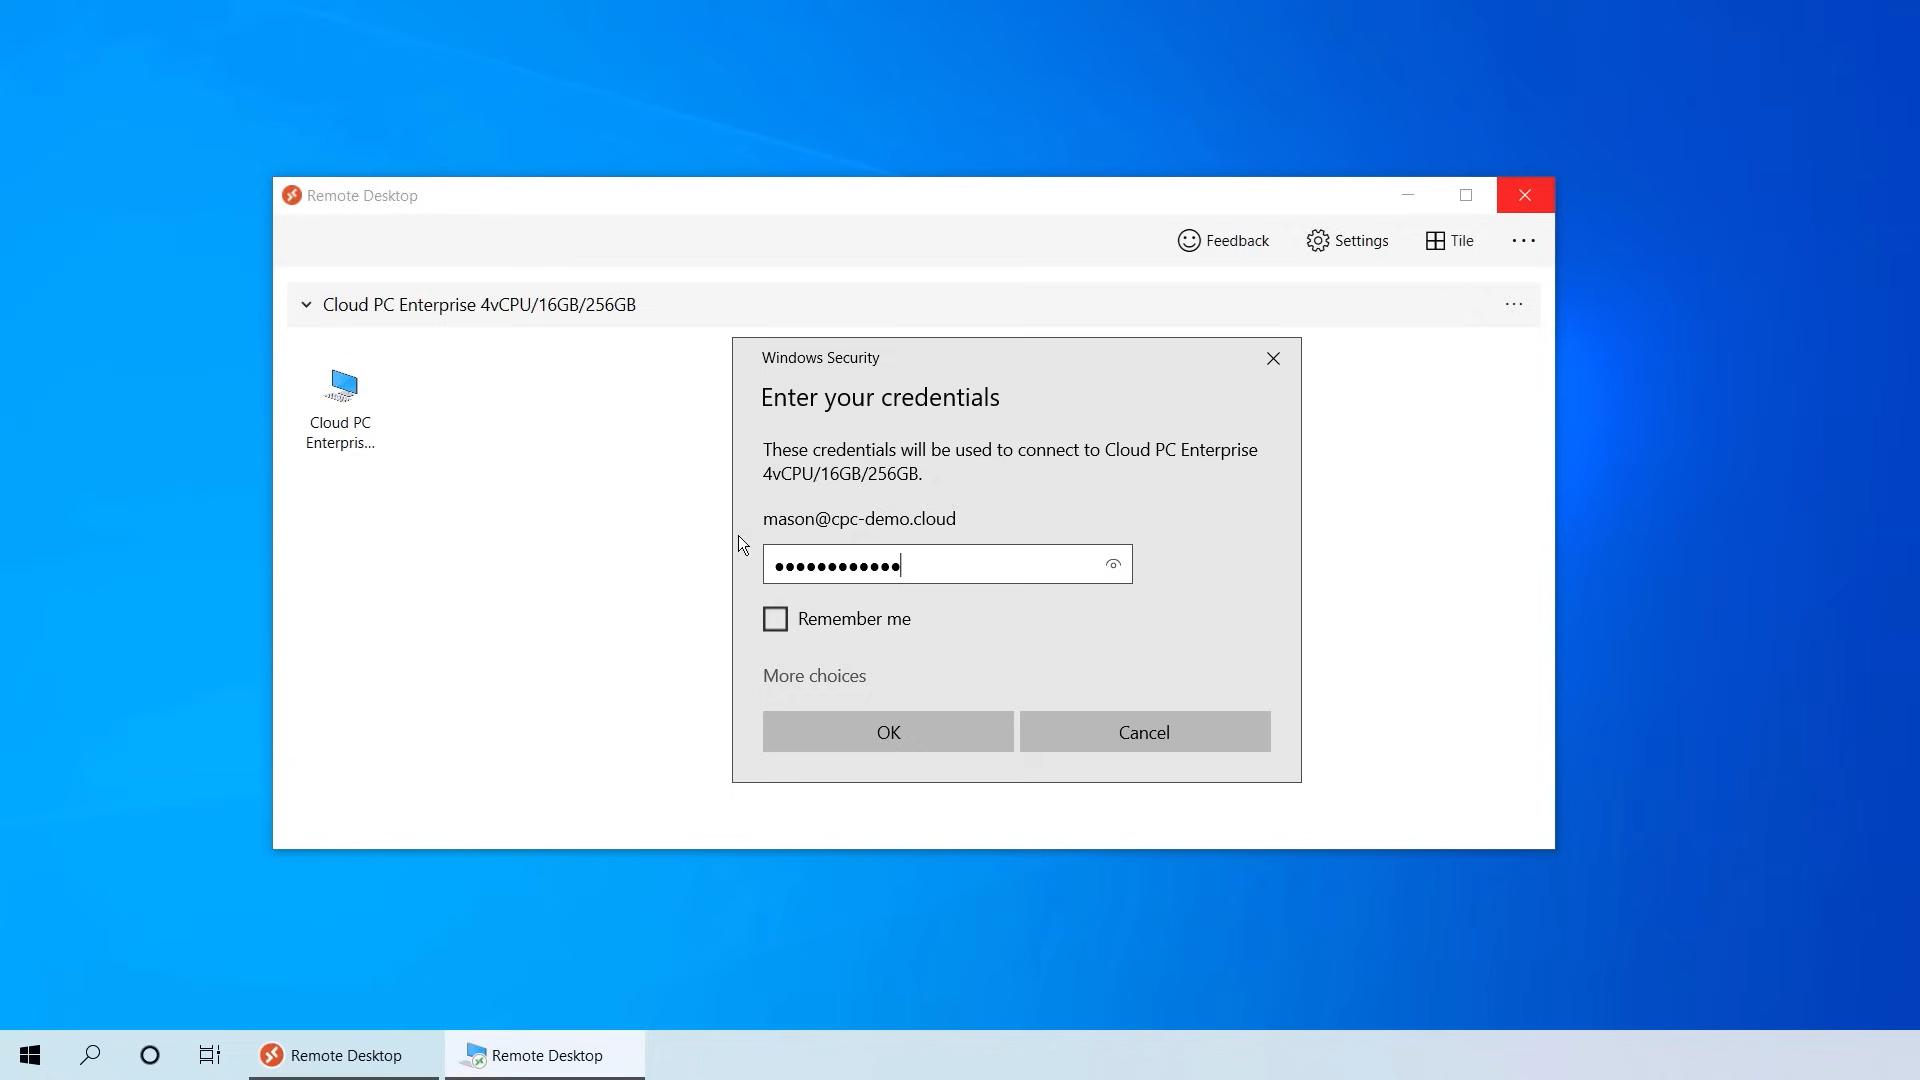 Remote Desktop
Feedback
Settings
Tile
Cloud PC Enterprise 4vCPU/16GB/256GB
Cloud PC
Enterpris...
Windows Security
Enter your credentials
These credentials will be used to connect to Cloud PC Enterprise
4vCPU/16GB/256GB.
mason@cpc-demo.cloud
Remember me
More choices
OK
Cancel
Remote Desktop
Remote Desktop